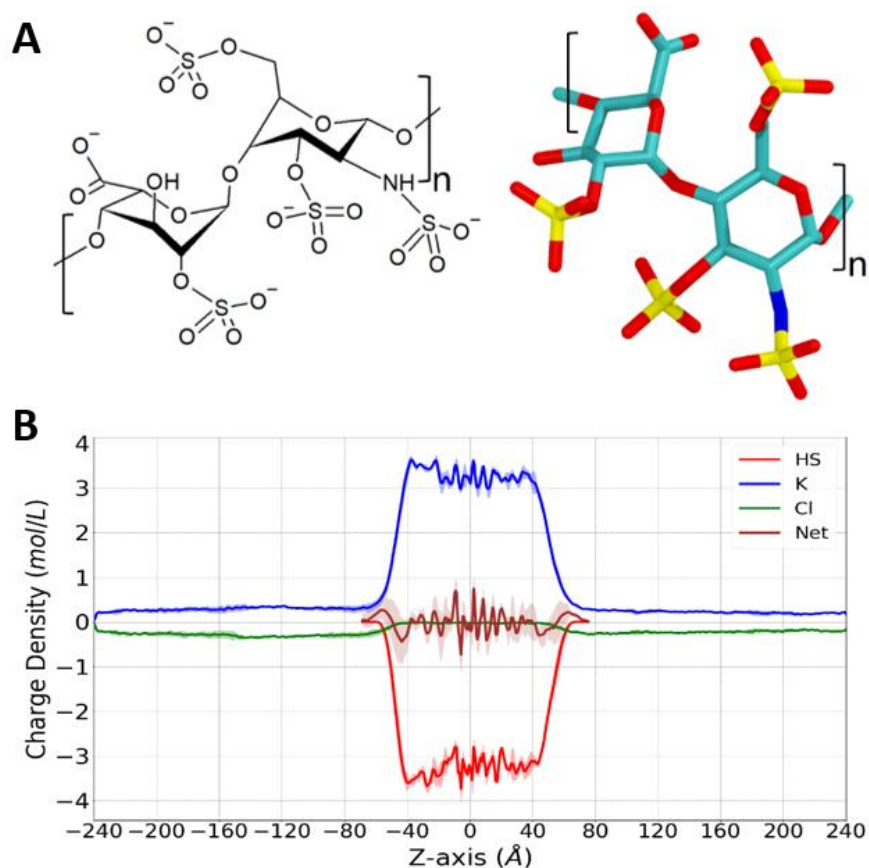 A
O⁻
O
S
O
O
O
O⁻
O
O
O
n
OH
O
O
O
NH
O⁻
S
O
O
O⁻
S
O
O
O
O
S
O⁻
O
O
n
B
4
3
2
1
0
−1
−2
−3
−4
Charge Density (mol/L)
HS
K
Cl
Net
−240 −200 −160 −120 −80 −40 0 40 80 120 160 200 240
Z-axis (Å)